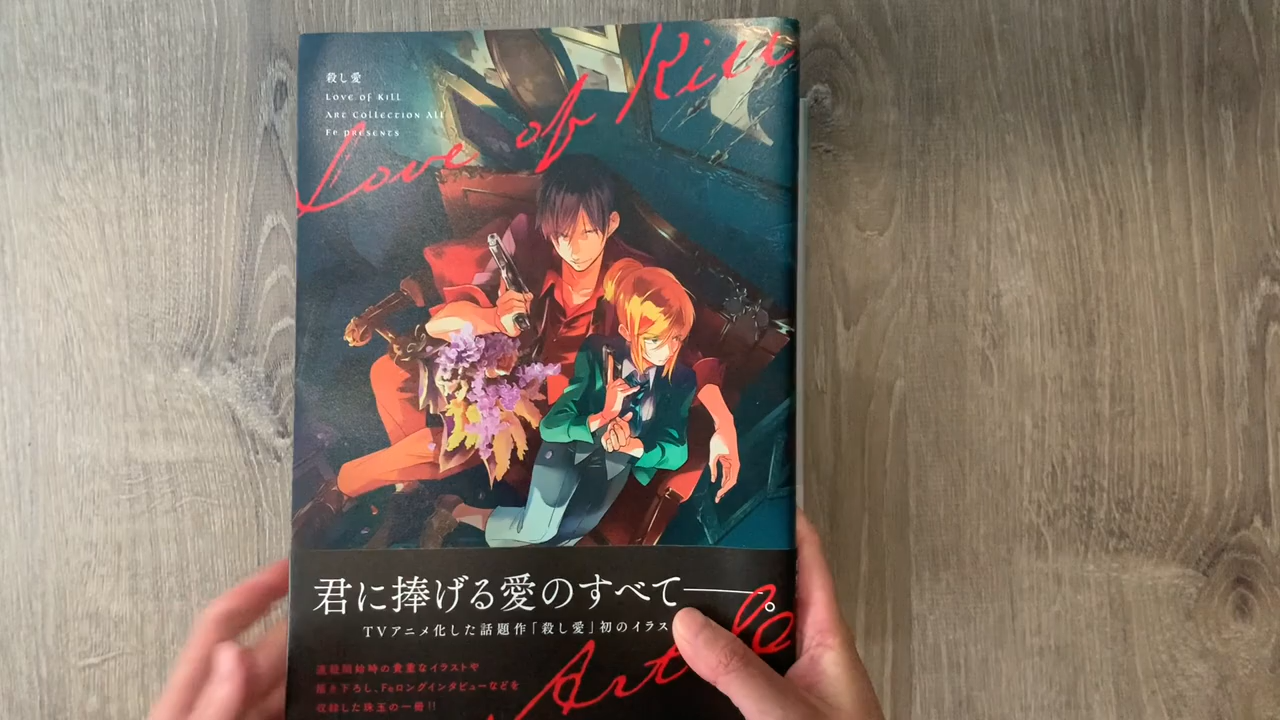 Love of Kill
殺し愛
Love of Kill
Art Collection All
Fe presents
君に捧げる愛のすべて――。
TVアニメ化した話題作「殺し愛」初のイラス
連載開始時の貴重なイラストや
描き下ろし、Feロングインタビューなどを
収録した珠玉の一冊!!
Art